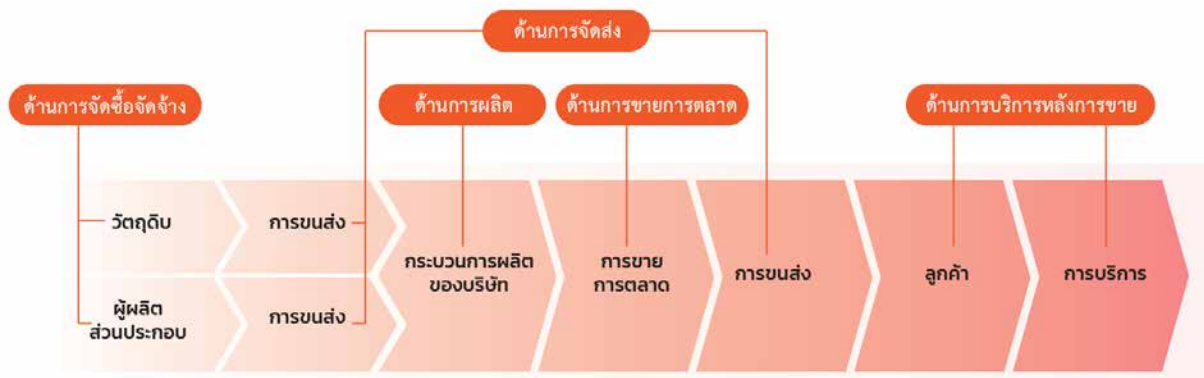 ด้านการจัดส่ง
ด้านการจัดซื้อจัดจ้าง
ด้านการผลิต
ด้านการขายการตลาด
ด้านการบริการหลังการขาย
วัตถุดิบ
การขนส่ง
ผู้ผลิต
ส่วนประกอบ
การขนส่ง
กระบวนการผลิต
ของบริษัท
การขาย
การตลาด
การขนส่ง
ลูกค้า
การบริการ